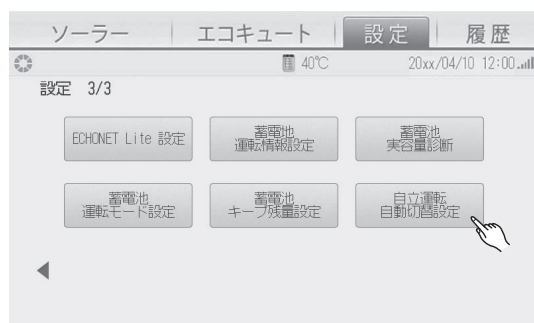 ソーラー エコキュート 設定 履歴
40℃ 20xx/04/10 12:00
設定 3/3
ECHONET Lite 設定
蓄電地
運転情報設定
蓄電池
実容量診断
蓄電池
運転モード設定
蓄電池
キープ残量設定
自立運転
自動切替設定